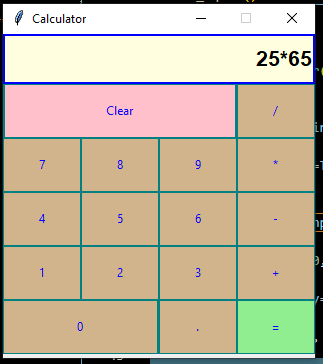 Calculator
25*65
Clear /
7 8 9 *
4 5 6 -
1 2 3 +
0 . =